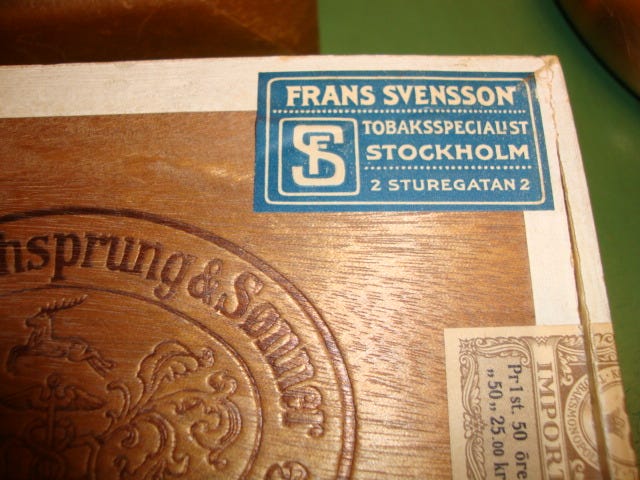 FRANS SVENSSON
SF
TOBAKSSPECIALIST
STOCKHOLM
2 STUREGATAN 2
hsprung & Sønner
Pr 1 st. 50 öre
„50„ 25.00 kr
IMPORT